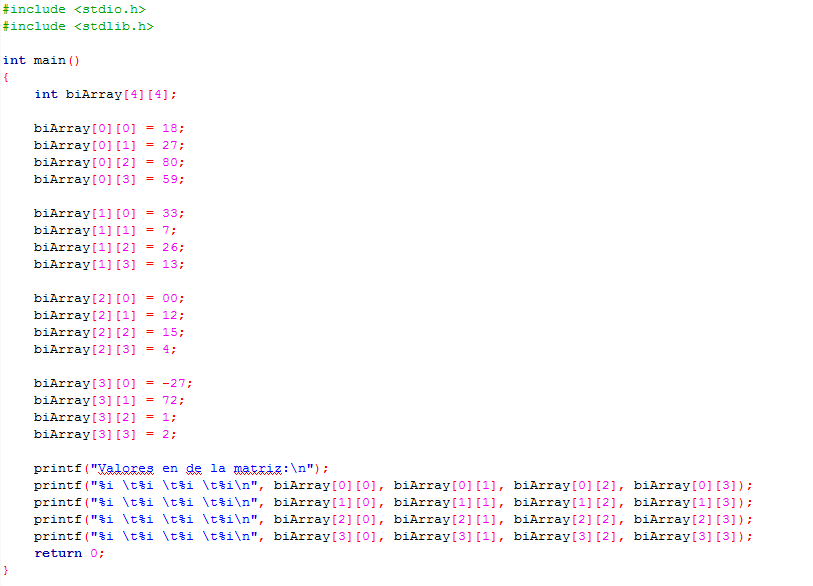 #include <stdio.h>
#include <stdlib.h>
int main()
{
int biArray[4][4];
biArray[0][0] = 18;
biArray[0][1] = 27;
biArray[0][2] = 80;
biArray[0][3] = 59;
biArray[1][0] = 33;
biArray[1][1] = 7;
biArray[1][2] = 26;
biArray[1][3] = 13;
biArray[2][0] = 00;
biArray[2][1] = 12;
biArray[2][2] = 15;
biArray[2][3] = 4;
biArray[3][0] = -27;
biArray[3][1] = 72;
biArray[3][2] = 1;
biArray[3][3] = 2;
printf("Valores en de la matriz:\n");
printf("%i \t%i \t%i \t%i\n", biArray[0][0], biArray[0][1], biArray[0][2], biArray[0][3]);
printf("%i \t%i \t%i \t%i\n", biArray[1][0], biArray[1][1], biArray[1][2], biArray[1][3]);
printf("%i \t%i \t%i \t%i\n", biArray[2][0], biArray[2][1], biArray[2][2], biArray[2][3]);
printf("%i \t%i \t%i \t%i\n", biArray[3][0], biArray[3][1], biArray[3][2], biArray[3][3]);
return 0;
}